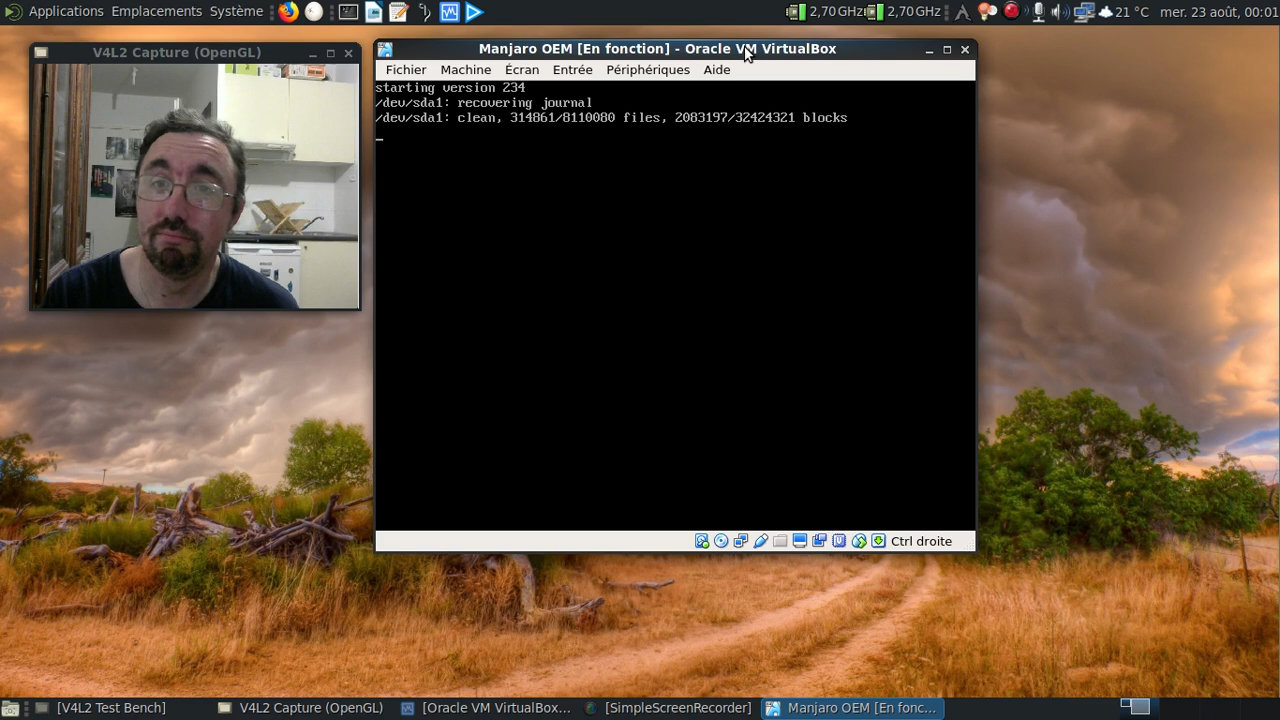 Applications Emplacements Système 2,70 GHz 2,70 GHz 21 °C mer. 23 août, 00:01
V4L2 Capture (OpenGL)
Manjaro OEM [En fonction] - Oracle VM VirtualBox
Fichier Machine Écran Entrée Périphériques Aide
starting version 234
/dev/sda1: recovering journal
/dev/sda1: clean, 314861/8110080 files, 2083197/32424321 blocks
Ctrl droite
[V4L2 Test Bench] V4L2 Capture (OpenGL) [Oracle VM VirtualBox... [SimpleScreenRecorder] Manjaro OEM [En fonc...